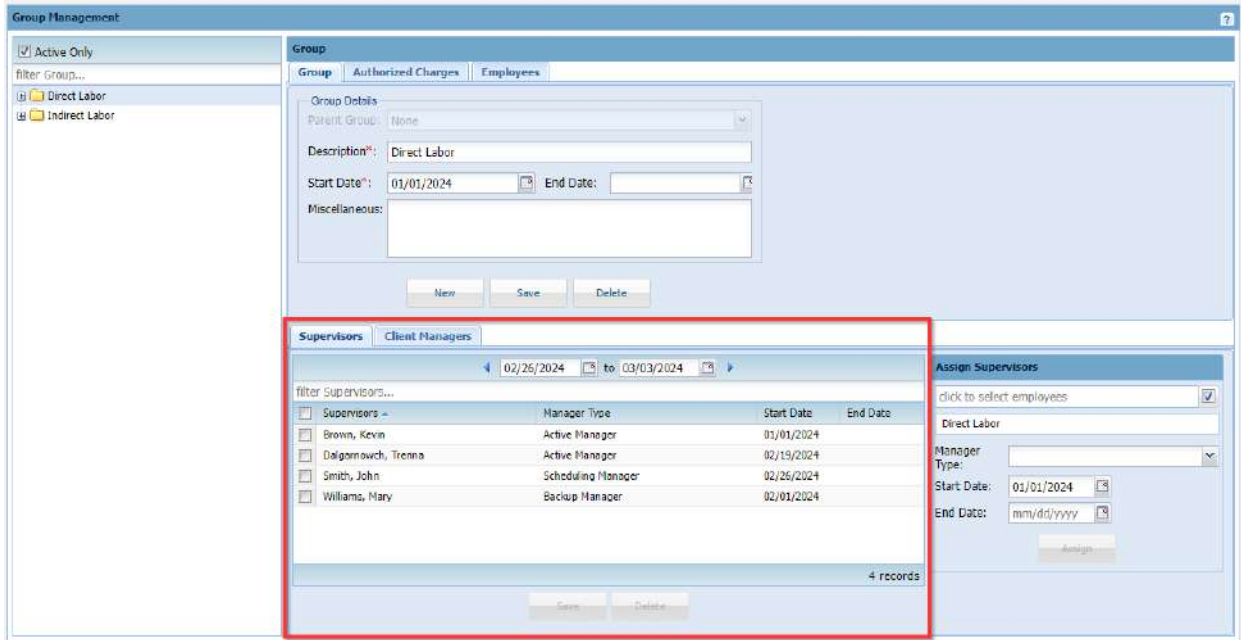 Group Management ?
Active Only
filter Group...
Direct Labor
Indirect Labor
Group
Group Authorized Charges Employees
Group Details
Parent Group: None
Description*: Direct Labor
Start Date*: 01/01/2024 End Date:
Miscellaneous:
New Save Delete
Supervisors Client Managers
02/26/2024 to 03/03/2024
filter Supervisors...
Supervisors Manager Type Start Date End Date
Brown, Kevin Active Manager 01/01/2024
Dalgarnowch, Trenna Active Manager 02/19/2024
Smith, John Scheduling Manager 02/26/2024
Williams, Mary Backup Manager 02/01/2024
4 records
Save Delete
Assign Supervisors
click to select employees
Direct Labor
Manager
Type:
Start Date: 01/01/2024
End Date: mm/dd/yyyy
Assign